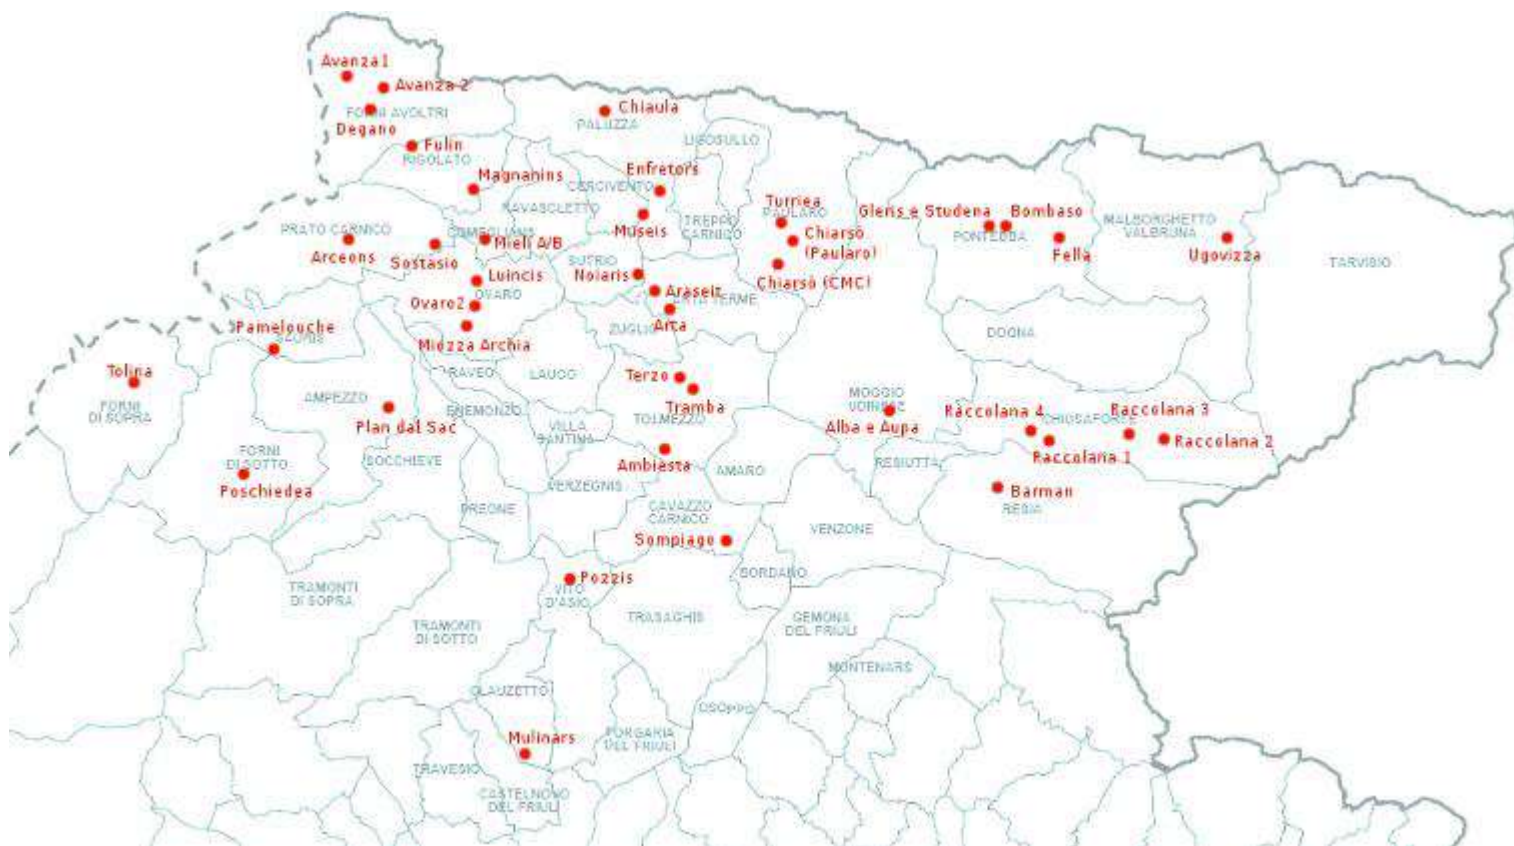 Avanza1
Avanza 2
FORNI AVOLTRI
Degano
Chiaula
PALUZZA
LIGOSULLO
Fulin
RIGOLATO
Magnanins
Enfretors
CERCIVENTO
RAVASCLETTO
Museis
TREPPO
CARNICO
Turriea
PAULARO
Chiarsò
(Paularo)
Chiarsò (CMC)
Gleris e Studena
Bombaso
PONTEBBA
Fella
MALBORGHETTO
VALBRUNA
Ugovizza
TARVISIO
PRATO CARNICO
Arceons
COMEGLIANS
Mieli A/B
Sostasio
Luincis
OVARO
Ovaro2
Miozza Archia
SUTRIO
Noiaris
Araseit
ARTA TERME
Arta
ZUGLIO
DOGNA
Pamelouche
Tolina
FORNI
DI SOPRA
AMPEZZO
Plan dal Sac
RAVEO
LAUCO
ENEMONZO
VILLA
SANTINA
Terzo
Tramba
TOLMEZZO
MOGGIO
UDINESE
Alba e Aupa
Raccolana 4
CHIUSAFORTE
Raccolana 3
Raccolana 2
Raccolana 1
FORNI
DI SOTTO
Poschiedea
SOCCHIEVE
Ambiesta
AMARO
RESIUTTA
VERZEGNIS
PREONE
Barman
RESIA
CAVAZZO
CARNICO
Sompiago
VENZONE
BORDANO
TRAMONTI
DI SOPRA
Pozzis
VITO
D'ASIO
TRASAGHIS
GEMONA
DEL FRIULI
TRAMONTI
DI SOTTO
MONTENARS
CLAUZETTO
OSOPPO
Mulinars
FORGARIA
DEL FRIULI
TRAVESIO
CASTELNOVO
DEL FRIULI